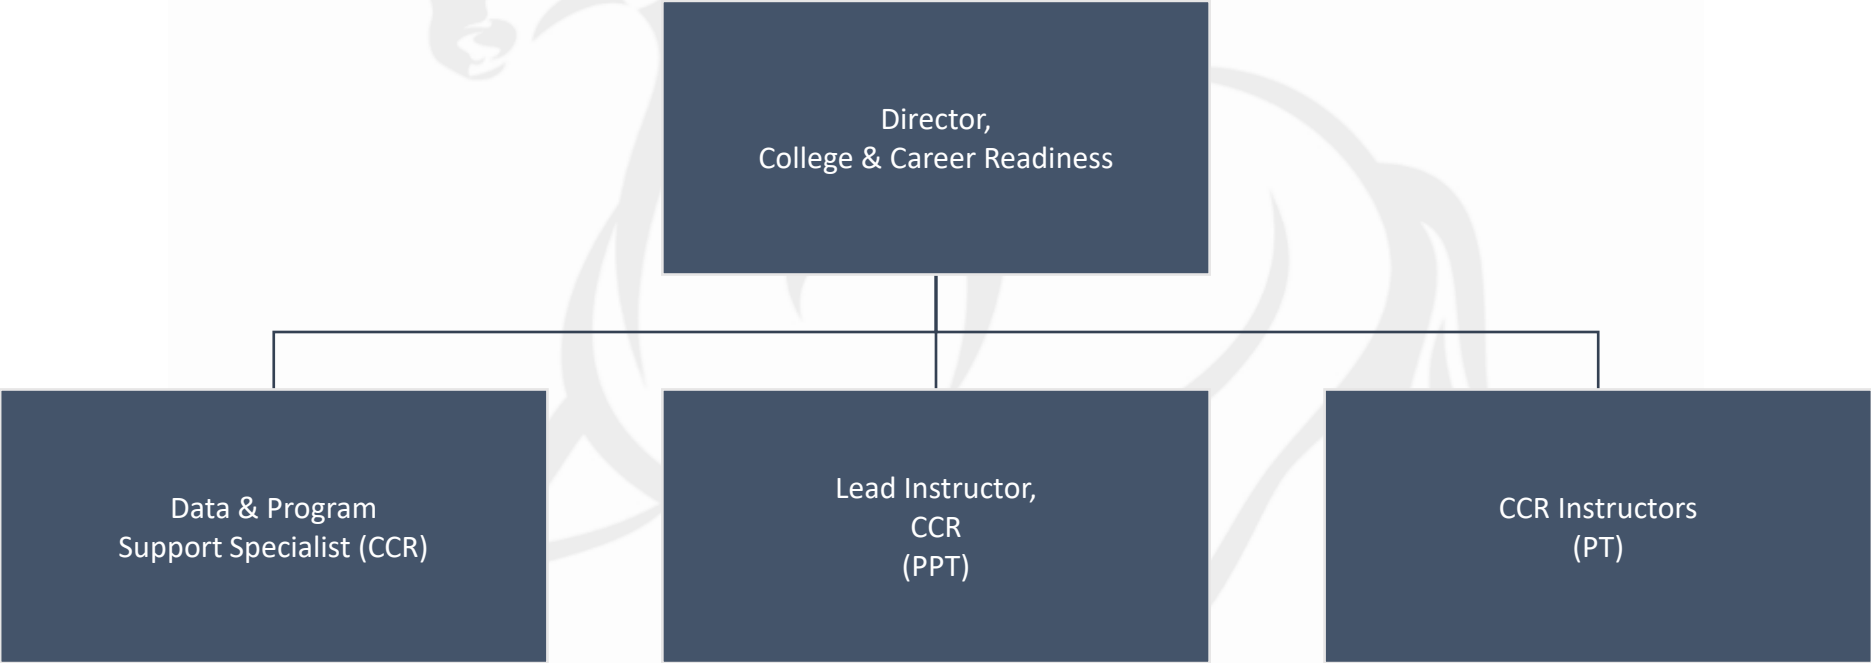 Director,
College & Career Readiness
Data & Program
Support Specialist (CCR)
Lead Instructor,
CCR
(PPT)
CCR Instructors
(PT)